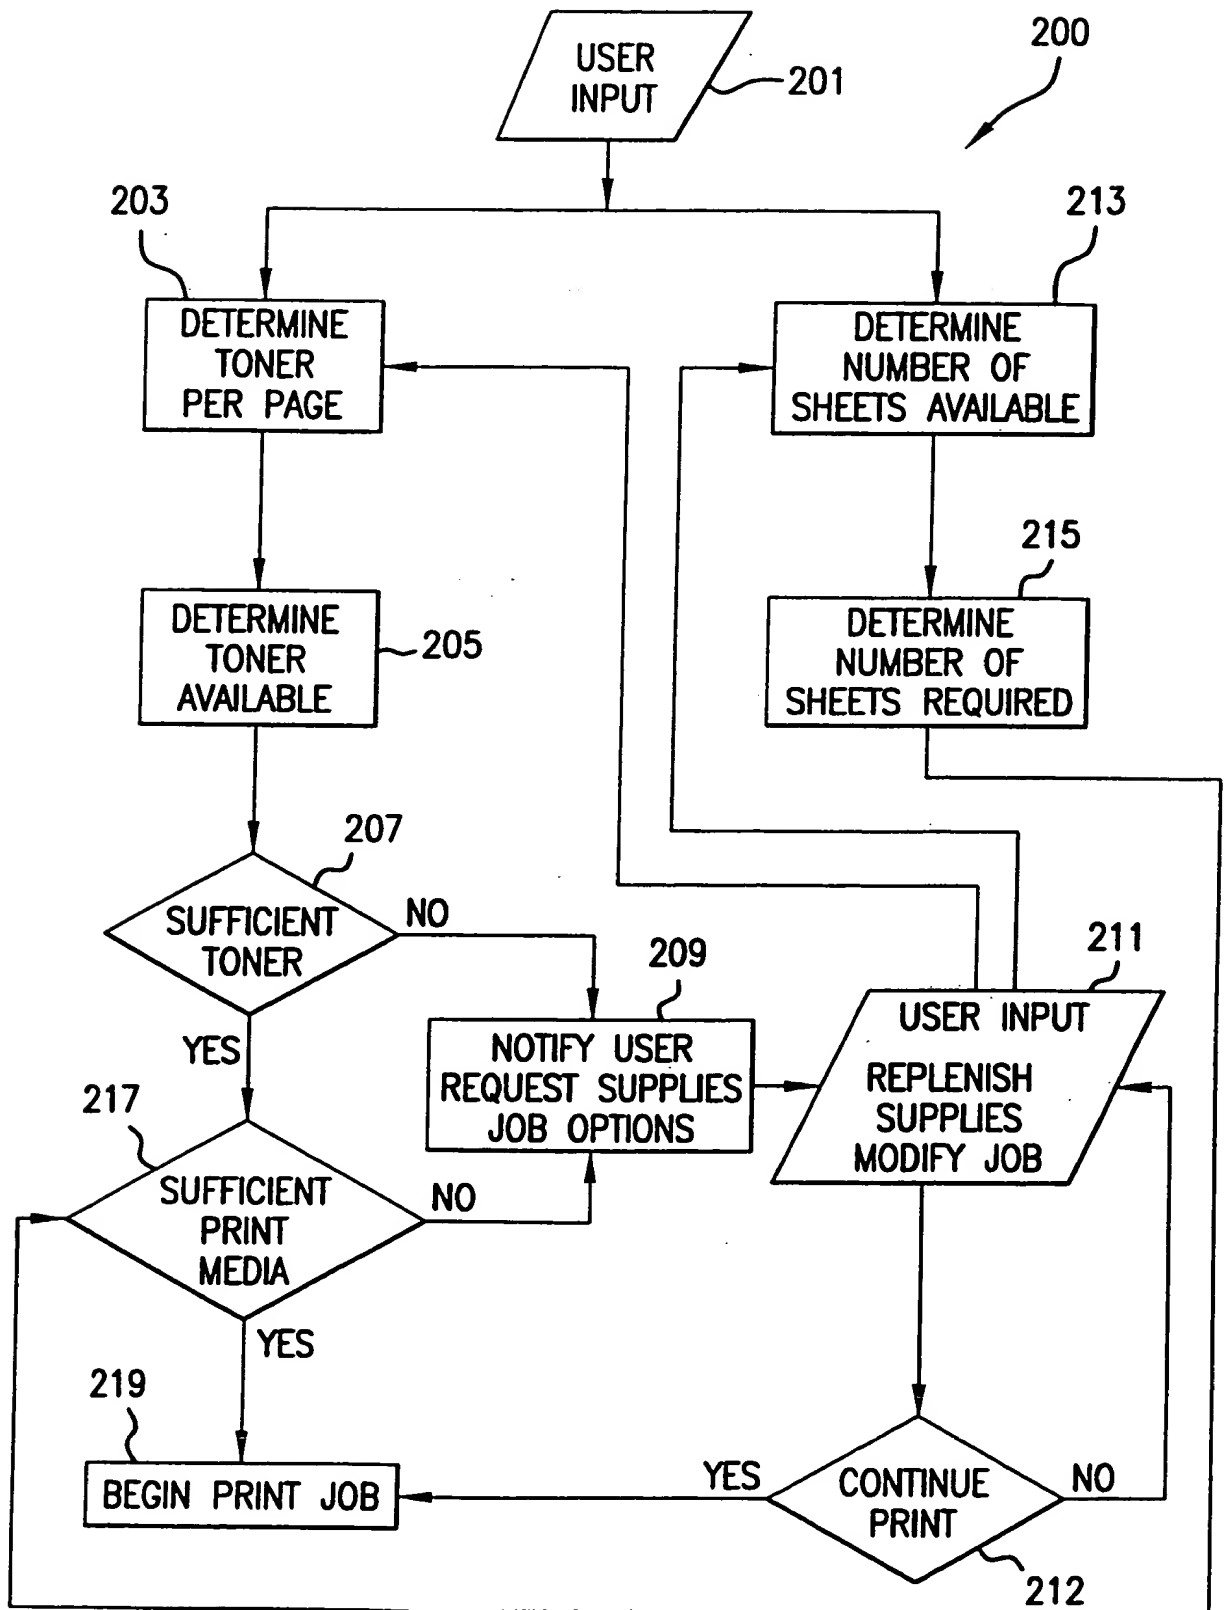 USER
INPUT
201
200
203
213
DETERMINE
TONER
PER PAGE
DETERMINE
NUMBER OF
SHEETS AVAILABLE
215
DETERMINE
TONER
AVAILABLE
205
DETERMINE
NUMBER OF
SHEETS REQUIRED
207
SUFFICIENT
TONER
NO
YES
209
NOTIFY USER
REQUEST SUPPLIES
JOB OPTIONS
211
USER INPUT
REPLENISH
SUPPLIES
MODIFY JOB
217
SUFFICIENT
PRINT
MEDIA
NO
YES
219
BEGIN PRINT JOB
YES
CONTINUE
PRINT
NO
212